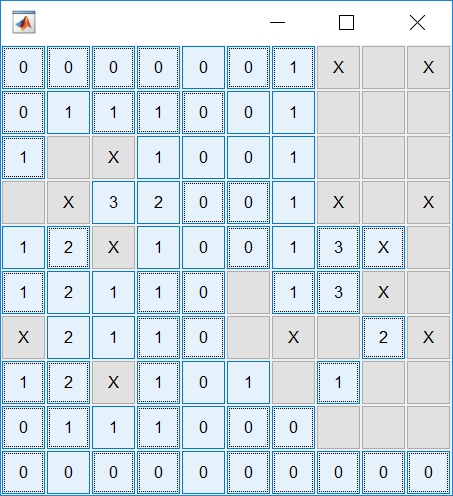 0 0 0 0 0 0 1 X X
0 1 1 1 0 0 1
1 X 1 0 0 1
X 3 2 0 0 1 X X
1 2 X 1 0 0 1 3 X
1 2 1 1 0 1 3 X
X 2 1 1 0 X 2 X
1 2 X 1 0 1 1
0 1 1 1 0 0 0
0 0 0 0 0 0 0 0 0 0